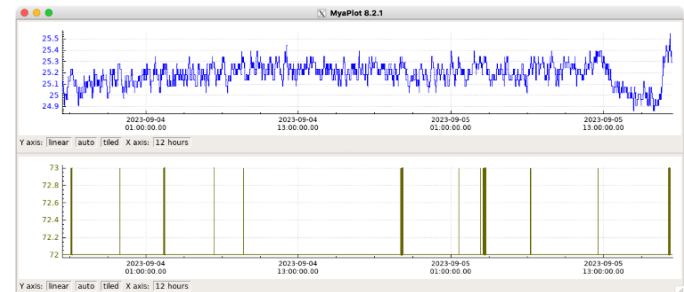 MyaPlot 8.2.1
25.5
25.4
25.3
25.2
25.1
25
24.9
2023-09-04 2023-09-04 2023-09-05 2023-09-05
01:00:00.00 13:00:00.00 01:00:00.00 13:00:00.00
Y axis: linear auto tiled X axis: 12 hours
73
72.8
72.6
72.4
72.2
72
2023-09-04 2023-09-04 2023-09-05 2023-09-05
01:00:00.00 13:00:00.00 01:00:00.00 13:00:00.00
Y axis: linear auto tiled X axis: 12 hours